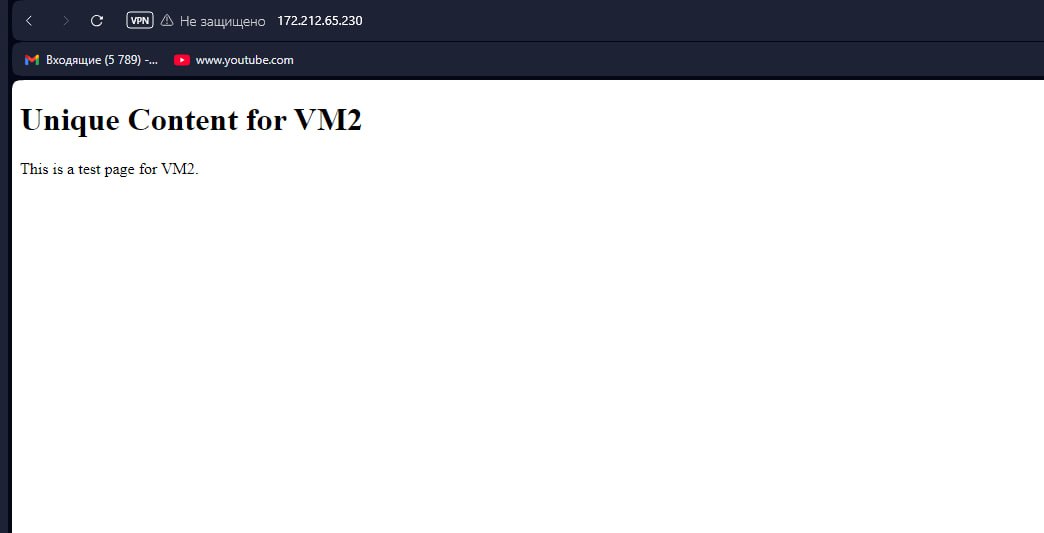 VPN Не защищено 172.212.65.230
Входящие (5 789) -... www.youtube.com
Unique Content for VM2
This is a test page for VM2.